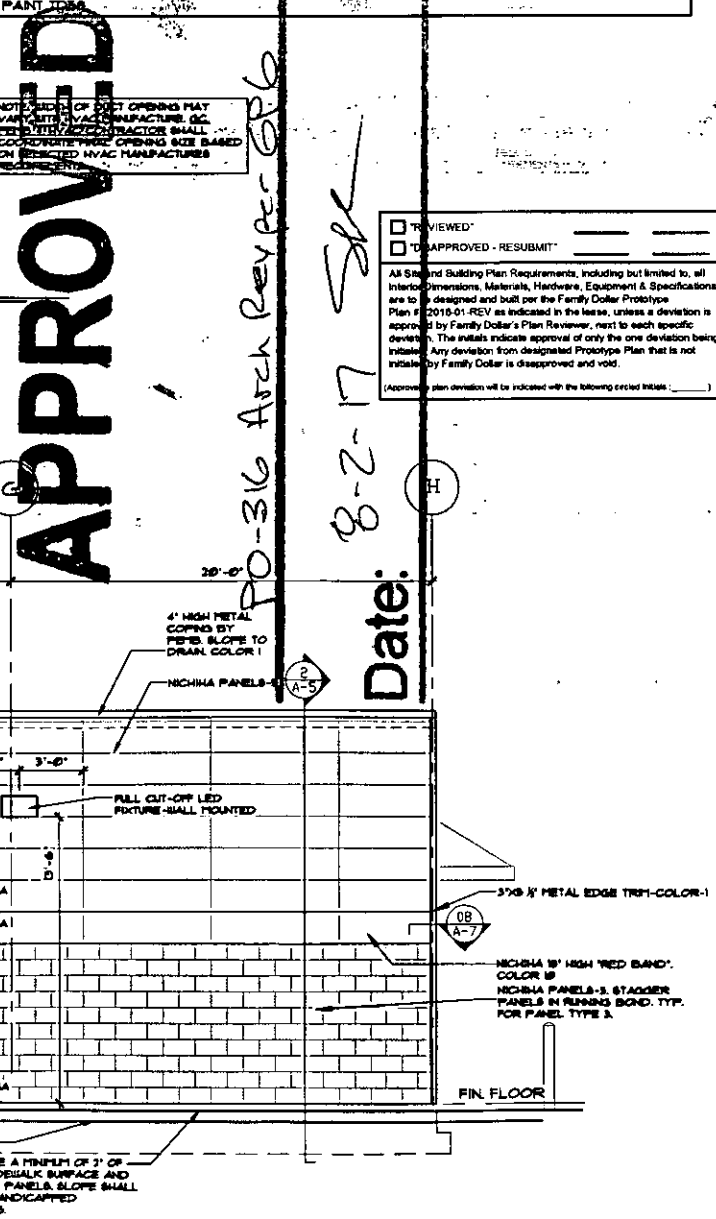 PAINT
NOTE: WIDTH OF DUCT OPENING MAY
VARY WITH HVAC MANUFACTURE. GC,
CONTRACTOR SHALL
COORDINATE FINAL OPENING SIZE BASED
ON SELECTED HVAC MANUFACTURES
REQUIREMENTS.
APPROVED
PO-316 Arch Rev per
8-2-17
Date:
"REVIEWED"
"DISAPPROVED - RESUBMIT"
All Site and Building Plan Requirements, including but limited to, all
Interior Dimensions, Materials, Hardware, Equipment & Specifications
are to be designed and built per the Family Dollar Prototype
Plan # 2016-01-REV as indicated in the lease, unless a deviation is
approved by Family Dollar's Plan Reviewer, next to each specific
deviation. The initials indicate approval of only the one deviation being
initialed. Any deviation from designated Prototype Plan that is not
initialed by Family Dollar is disapproved and void.
(Approved plan deviation will be indicated with the following circled initials: ______ )
G
H
20'-0"
4" HIGH METAL
COPING BY
PEMB. SLOPE TO
DRAIN. COLOR 1
NICHIHA PANELS-
2
A-5
3'-0"
FULL CUT-OFF LED
FIXTURE-WALL MOUNTED
3"X9 ½" METAL EDGE TRIM-COLOR-1
08
A-7
NICHIHA 18" HIGH "RED BAND".
COLOR
NICHIHA PANELS-3. STAGGER
PANELS IN RUNNING BOND. TYP.
FOR PANEL TYPE 3.
FIN. FLOOR
A MINIMUM OF 2" OF
SIDEWALK SURFACE AND
PANELS. SLOPE SHALL
HANDICAPPED